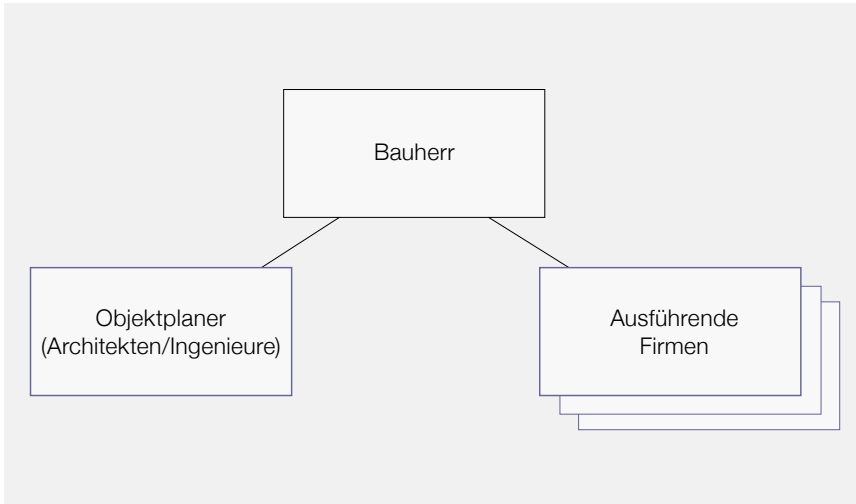 Bauherr
Objektplaner
(Architekten/Ingenieure)
Ausführende
Firmen